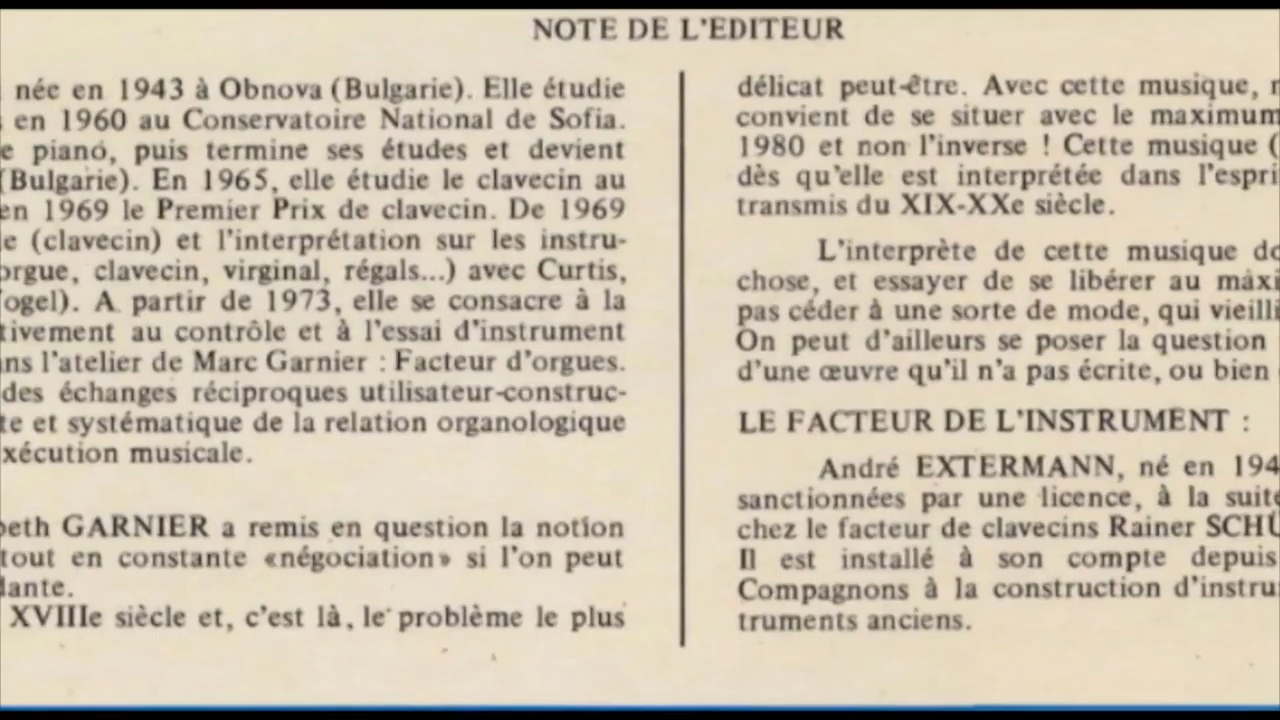 NOTE DE L'EDITEUR
née en 1943 à Obnova (Bulgarie). Elle étudie
en 1960 au Conservatoire National de Sofia.
e piano, puis termine ses études et devient
(Bulgarie). En 1965, elle étudie le clavecin au
en 1969 le Premier Prix de clavecin. De 1969
e (clavecin) et l'interprétation sur les instru-
orgue, clavecin, virginal, régals...) avec Curtis,
ogel). A partir de 1973, elle se consacre à la
tivement au contrôle et à l'essai d'instrument
ns l'atelier de Marc Garnier : Facteur d'orgues.
des échanges réciproques utilisateur-construc-
te et systématique de la relation organologique
xécution musicale.
beth GARNIER a remis en question la notion
tout en constante «négociation» si l'on peut
dante.
XVIIIe siècle et, c'est là, le problème le plus
délicat peut-être. Avec cette musique,
convient de se situer avec le maximum
1980 et non l'inverse ! Cette musique (
dès qu'elle est interprétée dans l'espri
transmis du XIX-XXe siècle.
L'interprète de cette musique do
chose, et essayer de se libérer au maxi
pas céder à une sorte de mode, qui vieilli
On peut d'ailleurs se poser la question
d'une œuvre qu'il n'a pas écrite, ou bien
LE FACTEUR DE L'INSTRUMENT :
André EXTERMANN, né en 194
sanctionnées par une licence, à la suite
chez le facteur de clavecins Rainer SCHÜ
Il est installé à son compte depuis
Compagnons à la construction d'instru
truments anciens.